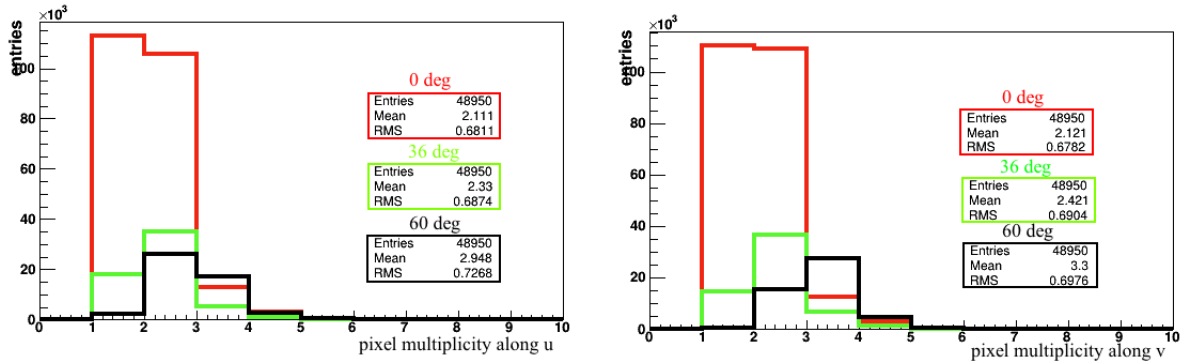 ×10³
entries
100
80
60
40
20
0
0 1 2 3 4 5 6 7 8 9 10
pixel multiplicity along u
0 deg
Entries 48950
Mean 2.111
RMS 0.6811
36 deg
Entries 48950
Mean 2.33
RMS 0.6874
60 deg
Entries 48950
Mean 2.948
RMS 0.7268
×10³
entries
100
80
60
40
20
0
0 1 2 3 4 5 6 7 8 9 10
pixel multiplicity along v
0 deg
Entries 48950
Mean 2.121
RMS 0.6782
36 deg
Entries 48950
Mean 2.421
RMS 0.6904
60 deg
Entries 48950
Mean 3.3
RMS 0.6976